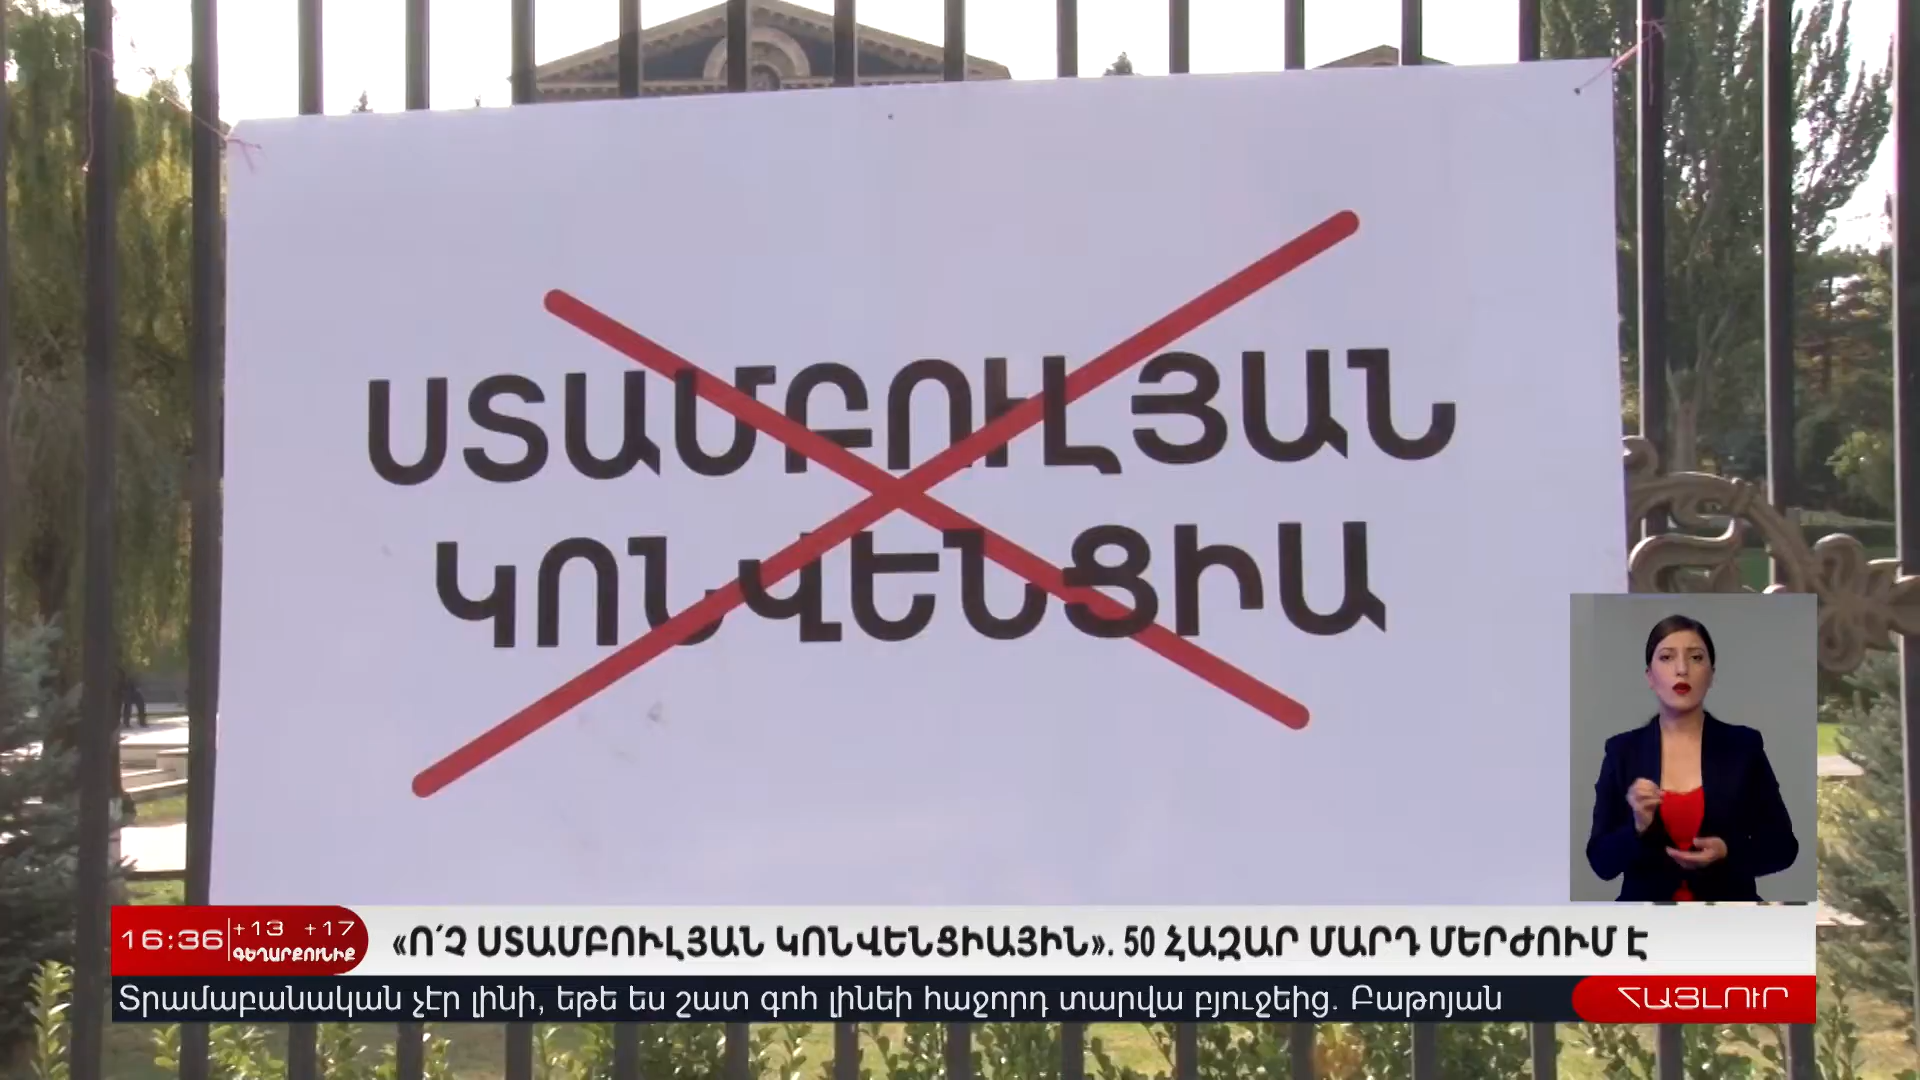 ՍՏԱՄԲՈՒԼՅԱՆ
ԿՈՆՎԵՆՑԻԱ
16:36
+13 +17
ԳԵՂԱՐՔՈՒՆԻՔ
«Ո՛Չ ՍՏԱՄԲՈՒԼՅԱՆ ԿՈՆՎԵՆՑԻԱՅԻՆ». 50 ՀԱԶԱՐ ՄԱՐԴ ՄԵՐԺՈՒՄ Է
Տրամաբանական չէր լինի, եթե ես շատ գոհ լինեի հաջորդ տարվա բյուջեից. Բաթոյան
ՀԱՅԼՈՒՐ